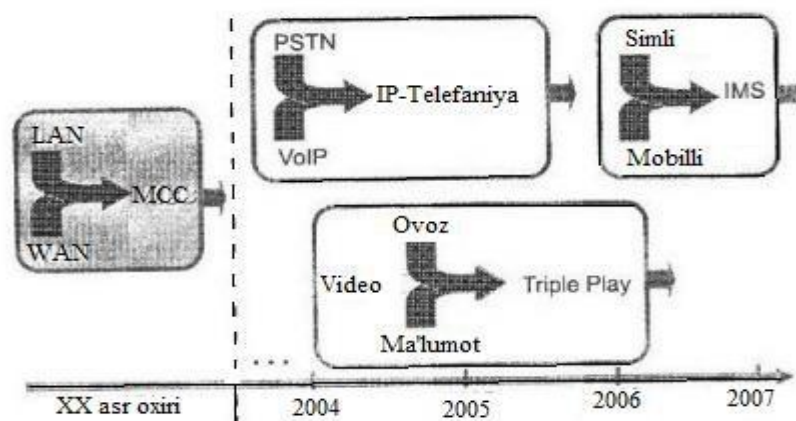 LAN
MCC
WAN
PSTN
IP-Telefaniya
VoIP
Simli
IMS
Mobilli
Ovoz
Video
Triple Play
Ma'lumot
...
XX asr oxiri
2004
2005
2006
2007